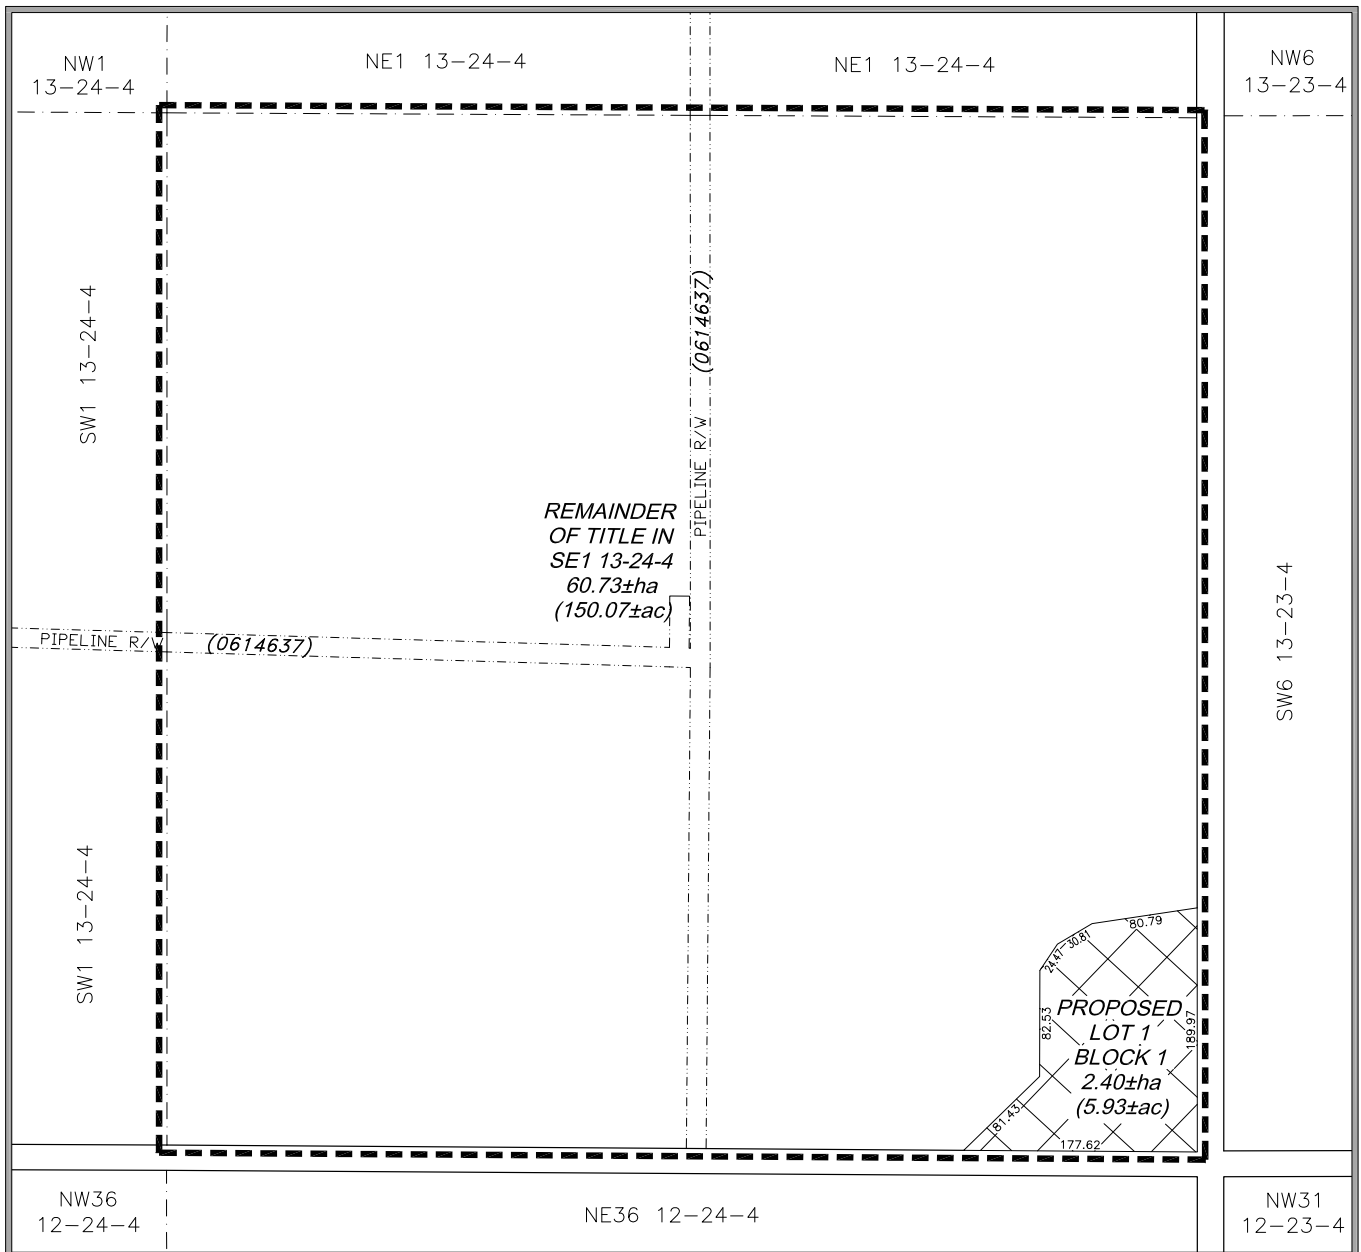 NW1
13-24-4
NE1 13-24-4
NE1 13-24-4
NW6
13-23-4
SW1 13-24-4
(0614637)
PIPELINE R/W
REMAINDER
OF TITLE IN
SE1 13-24-4
60.73±ha
(150.07±ac)
PIPELINE R/W (0614637)
SW6 13-23-4
SW1 13-24-4
80.79
30.81
24.47
82.53
189.97
PROPOSED
LOT 1
BLOCK 1
2.40±ha
(5.93±ac)
81.43
177.62
NW36
12-24-4
NE36 12-24-4
NW31
12-23-4